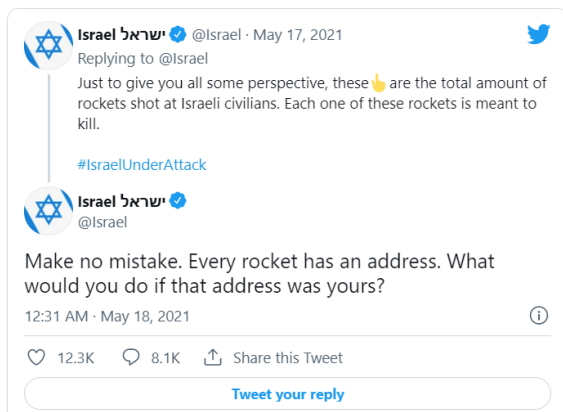 Israel ישראל @Israel · May 17, 2021
Replying to @Israel
Just to give you all some perspective, these👆are the total amount of
rockets shot at Israeli civilians. Each one of these rockets is meant to
kill.
#IsraelUnderAttack
Israel ישראל
@Israel
Make no mistake. Every rocket has an address. What
would you do if that address was yours?
12:31 AM · May 18, 2021
12.3K 8.1K Share this Tweet
Tweet your reply